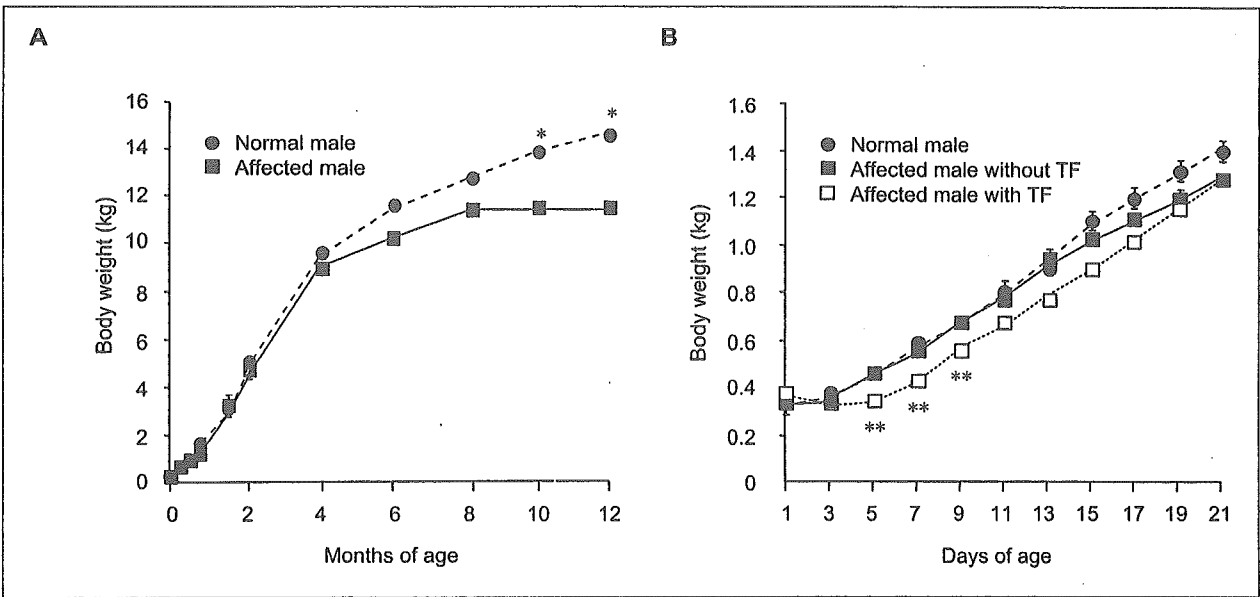 A
16
14
12
10
8
6
4
2
0
Body weight (kg)
Normal male
Affected male
*
*
0 2 4 6 8 10 12
Months of age
B
1.6
1.4
1.2
1.0
0.8
0.6
0.4
0.2
0
Body weight (kg)
Normal male
Affected male without TF
Affected male with TF
**
**
**
1 3 5 7 9 11 13 15 17 19 21
Days of age